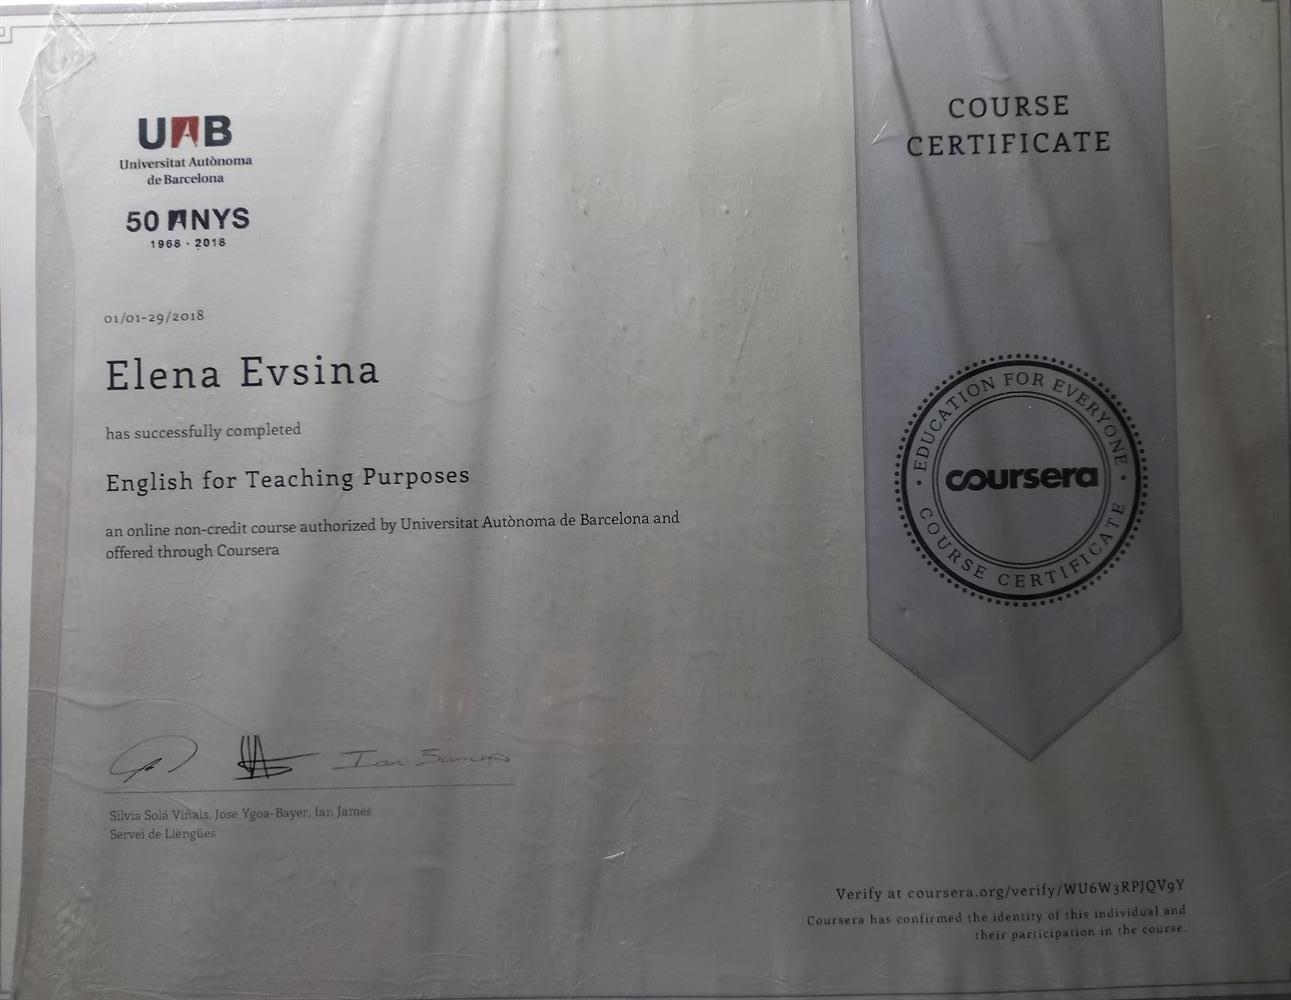 UAB
Universitat Autònoma
de Barcelona
50 ANYS
1968 - 2018
01/01-29/2018
Elena Evsina
has successfully completed
English for Teaching Purposes
an online non-credit course authorized by Universitat Autònoma de Barcelona and
offered through Coursera
Ian James
Silvia Solá Viñals, Jose Ygoa-Bayer, Ian James
Servei de Llengües
COURSE
CERTIFICATE
EDUCATION FOR EVERYONE
coursera
COURSE CERTIFICATE
Verify at coursera.org/verify/WU6W3RPJQV9Y
Coursera has confirmed the identity of this individual and
their participation in the course.